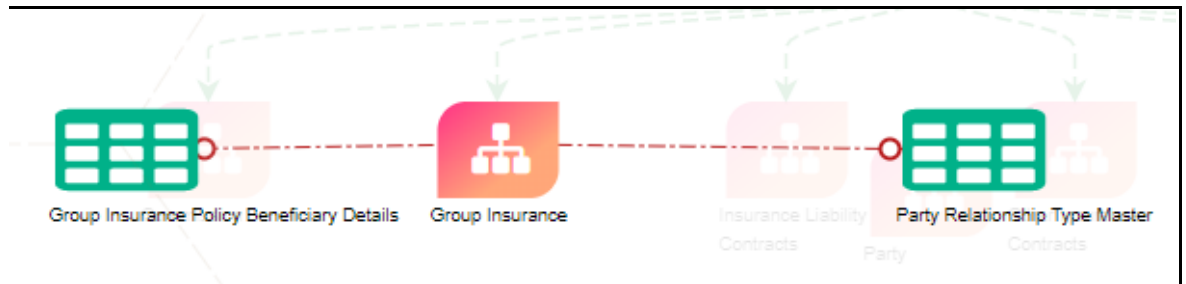 Group Insurance Policy Beneficiary Details
Group Insurance
Insurance Liability
Contracts
Party
Party Relationship Type Master
Contracts